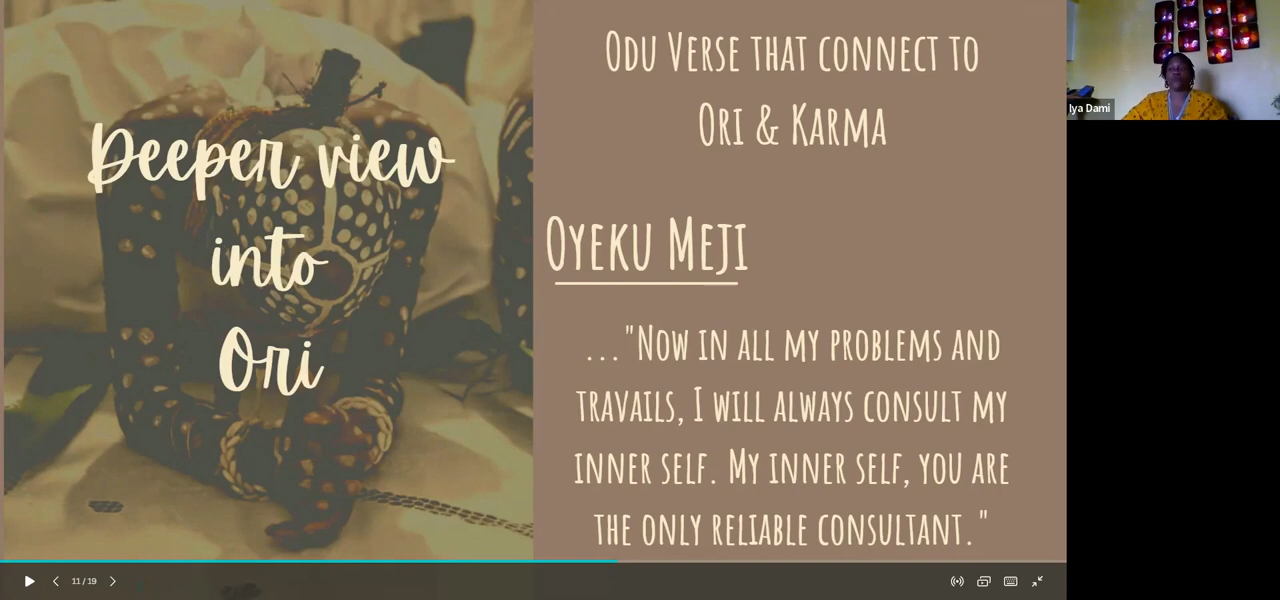 Deeper view
into
Ori
Odu Verse that connect to
Ori & Karma
Oyeku Meji
..."Now in all my problems and
travails, I will always consult my
inner self. My inner self, you are
the only reliable consultant."
Iya Dami
11 / 19